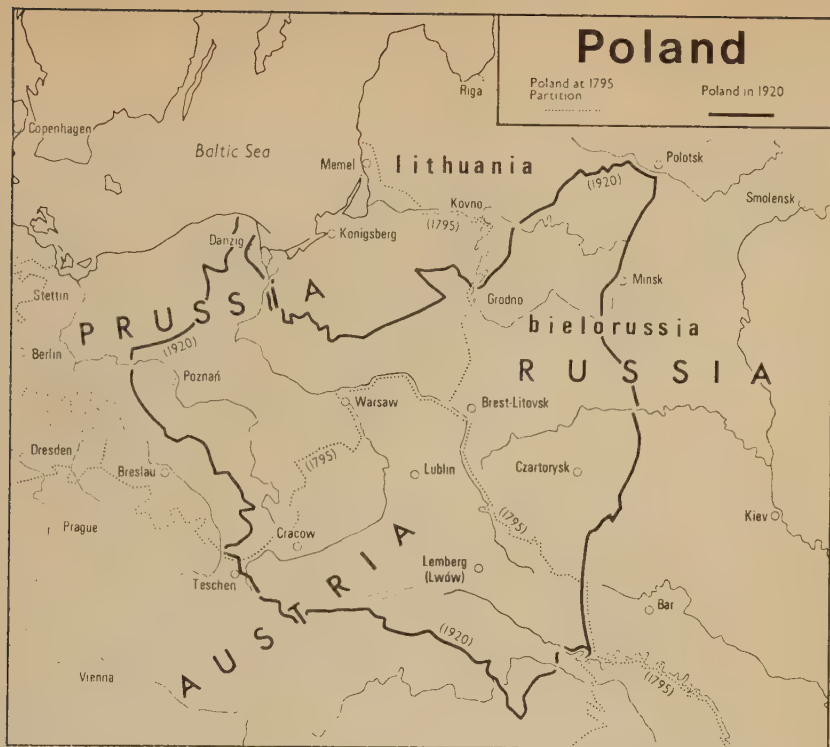 Poland
Poland at 1795
Partition
Poland in 1920
Riga
Copenhagen
Baltic Sea
Memel
lithuania
(1920)
Polotsk
Smolensk
Kovno
(1795)
Danzig
Konigsberg
Stettin
Grodno
Minsk
PRUSSIA
bielorussia
Berlin
(1920)
RUSSIA
Poznań
Warsaw
Brest-Litovsk
Dresden
Breslau
(1795)
Lublin
Czartorysk
Prague
Cracow
(1795)
Kiev
Teschen
Lemberg
(Lwów)
AUSTRIA
Bar
(1920)
Vienna
(1795)